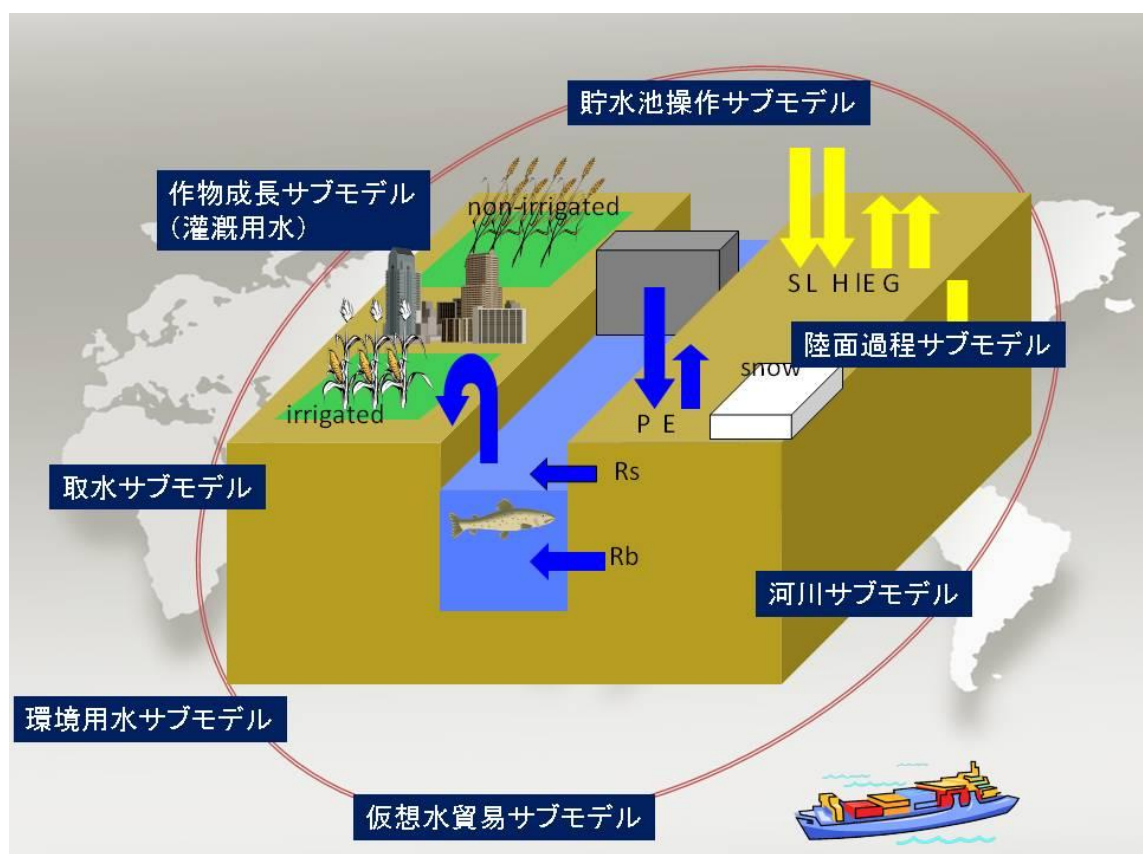 貯水池操作サブモデル
作物成長サブモデル
(灌漑用水)
non-irrigated
S L H lE G
陸面過程サブモデル
snow
irrigated
P E
取水サブモデル
Rs
Rb
河川サブモデル
環境用水サブモデル
仮想水貿易サブモデル